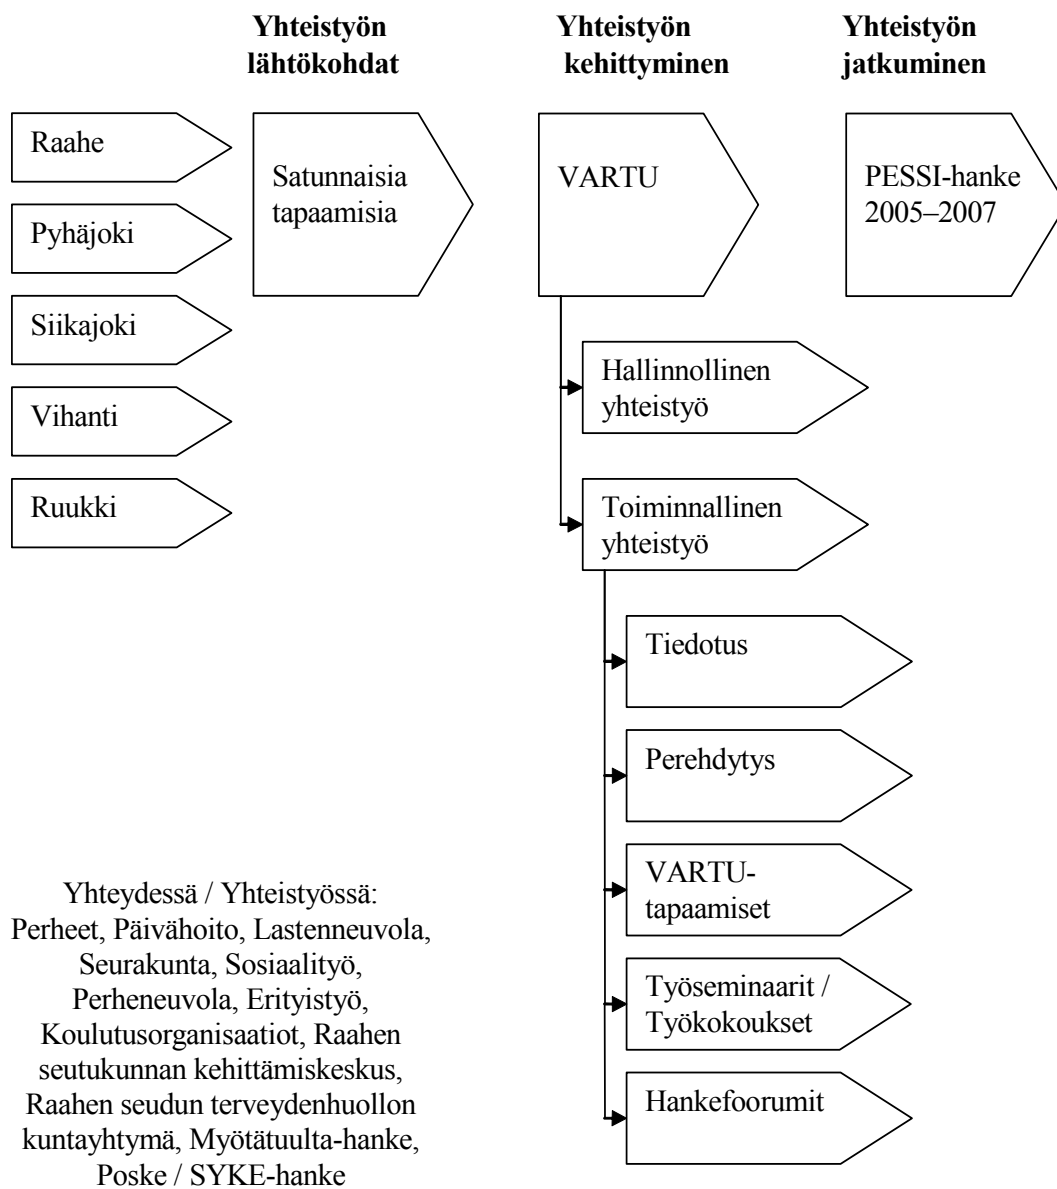 Yhteistyön
lähtökohdat
Yhteistyön
kehittyminen
Yhteistyön
jatkuminen
Raahe
Pyhäjoki
Siikajoki
Vihanti
Ruukki
Satunnaisia
tapaamisia
VARTU
PESSI-hanke
2005–2007
Hallinnollinen
yhteistyö
Toiminnallinen
yhteistyö
Tiedotus
Perehdytys
VARTU-
tapaamiset
Työseminaarit /
Työkokoukset
Hankefoorumit
Yhteydessä / Yhteistyössä:
Perheet, Päivähoito, Lastenneuvola,
Seurakunta, Sosiaalityö,
Perheneuvola, Erityistyö,
Koulutusorganisaatiot, Raahen
seutukunnan kehittämiskeskus,
Raahen seudun terveydenhuollon
kuntayhtymä, Myötätuulta-hanke,
Poske / SYKE-hanke